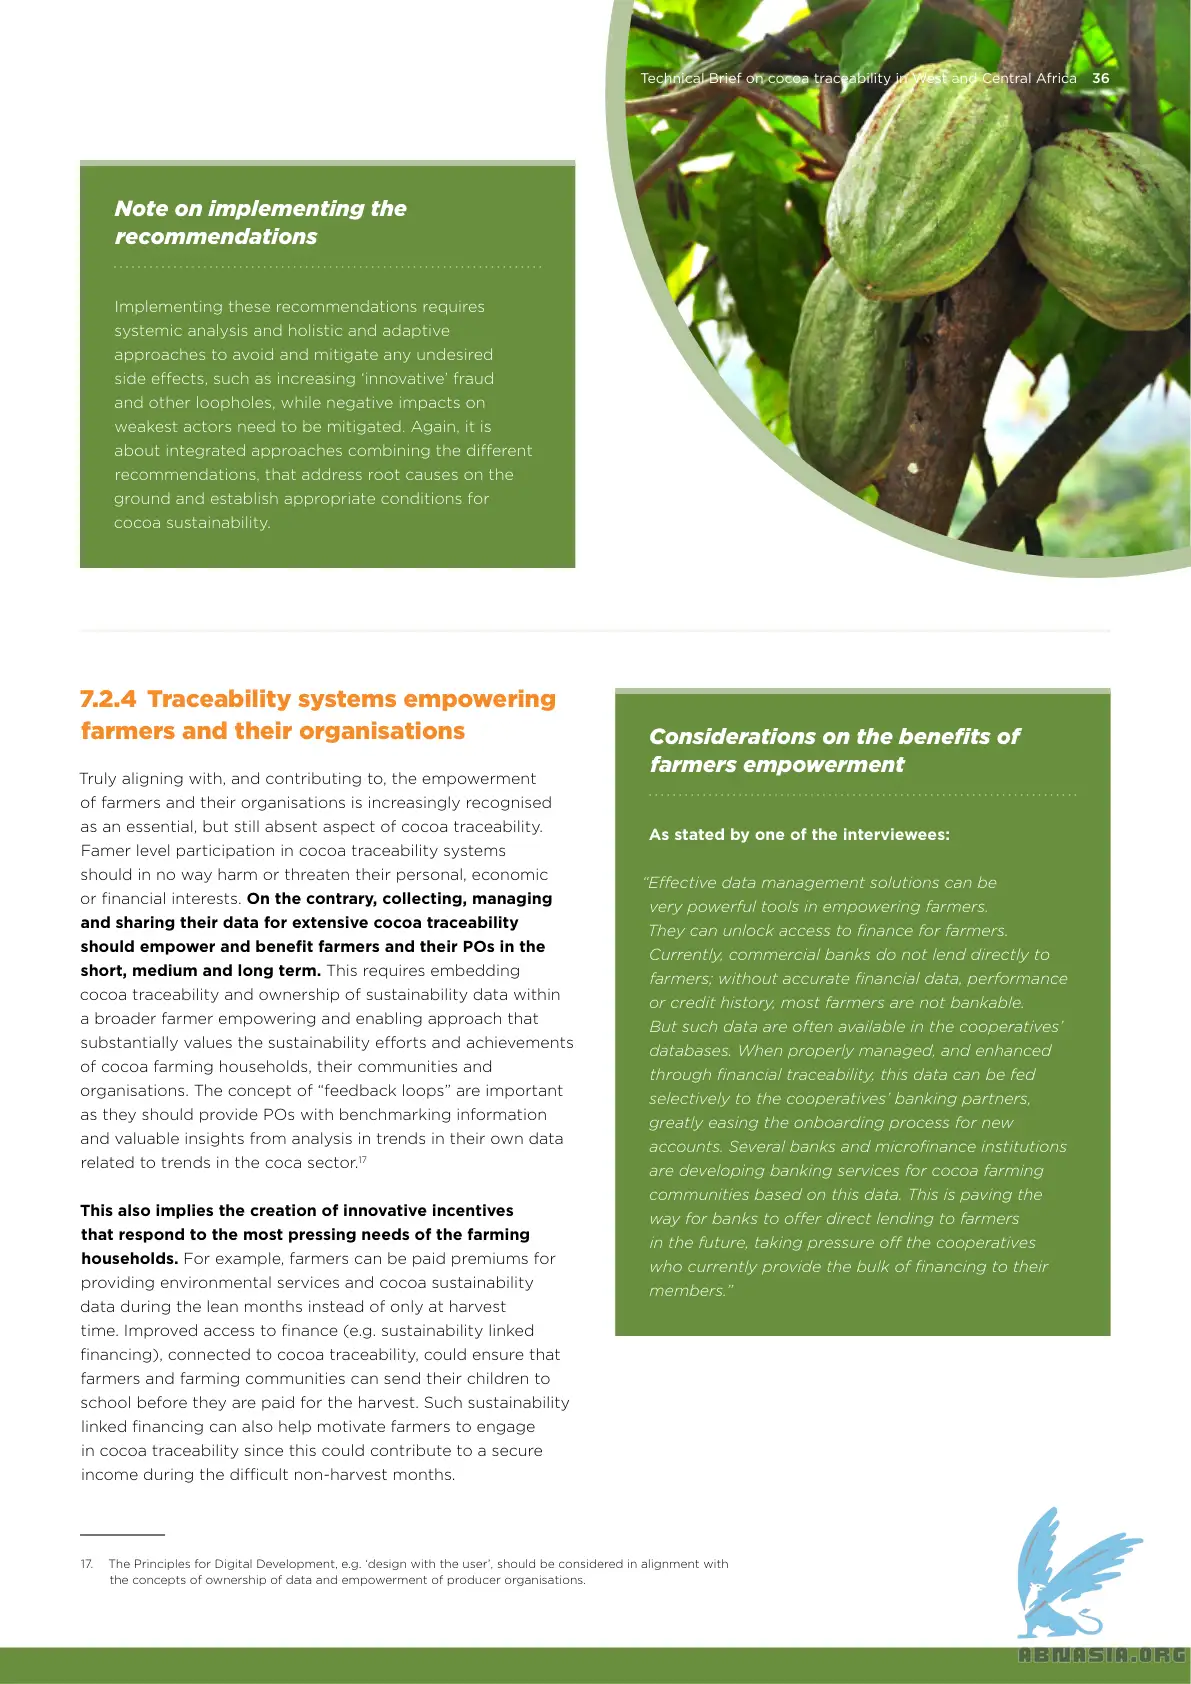 Technical Brief on cocoa traceability in West and Central Africa 36
Note on implementing the
recommendations
Implementing these recommendations requires
systemic analysis and holistic and adaptive
approaches to avoid and mitigate any undesired
side effects, such as increasing ‘innovative’ fraud
and other loopholes, while negative impacts on
weakest actors need to be mitigated. Again, it is
about integrated approaches combining the different
recommendations, that address root causes on the
ground and establish appropriate conditions for
cocoa sustainability.
7.2.4 Traceability systems empowering
farmers and their organisations
Truly aligning with, and contributing to, the empowerment
of farmers and their organisations is increasingly recognised
as an essential, but still absent aspect of cocoa traceability.
Famer level participation in cocoa traceability systems
should in no way harm or threaten their personal, economic
or financial interests. On the contrary, collecting, managing
and sharing their data for extensive cocoa traceability
should empower and benefit farmers and their POs in the
short, medium and long term. This requires embedding
cocoa traceability and ownership of sustainability data within
a broader farmer empowering and enabling approach that
substantially values the sustainability efforts and achievements
of cocoa farming households, their communities and
organisations. The concept of “feedback loops” are important
as they should provide POs with benchmarking information
and valuable insights from analysis in trends in their own data
related to trends in the coca sector.17
This also implies the creation of innovative incentives
that respond to the most pressing needs of the farming
households. For example, farmers can be paid premiums for
providing environmental services and cocoa sustainability
data during the lean months instead of only at harvest
time. Improved access to finance (e.g. sustainability linked
financing), connected to cocoa traceability, could ensure that
farmers and farming communities can send their children to
school before they are paid for the harvest. Such sustainability
linked financing can also help motivate farmers to engage
in cocoa traceability since this could contribute to a secure
income during the difficult non-harvest months.
Considerations on the benefits of
farmers empowerment
As stated by one of the interviewees:
“Effective data management solutions can be
very powerful tools in empowering farmers.
They can unlock access to finance for farmers.
Currently, commercial banks do not lend directly to
farmers; without accurate financial data, performance
or credit history, most farmers are not bankable.
But such data are often available in the cooperatives’
databases. When properly managed, and enhanced
through financial traceability, this data can be fed
selectively to the cooperatives’ banking partners,
greatly easing the onboarding process for new
accounts. Several banks and microfinance institutions
are developing banking services for cocoa farming
communities based on this data. This is paving the
way for banks to offer direct lending to farmers
in the future, taking pressure off the cooperatives
who currently provide the bulk of financing to their
members.”
17. The Principles for Digital Development, e.g. ‘design with the user’, should be considered in alignment with
the concepts of ownership of data and empowerment of producer organisations.
ABNASIA.ORG